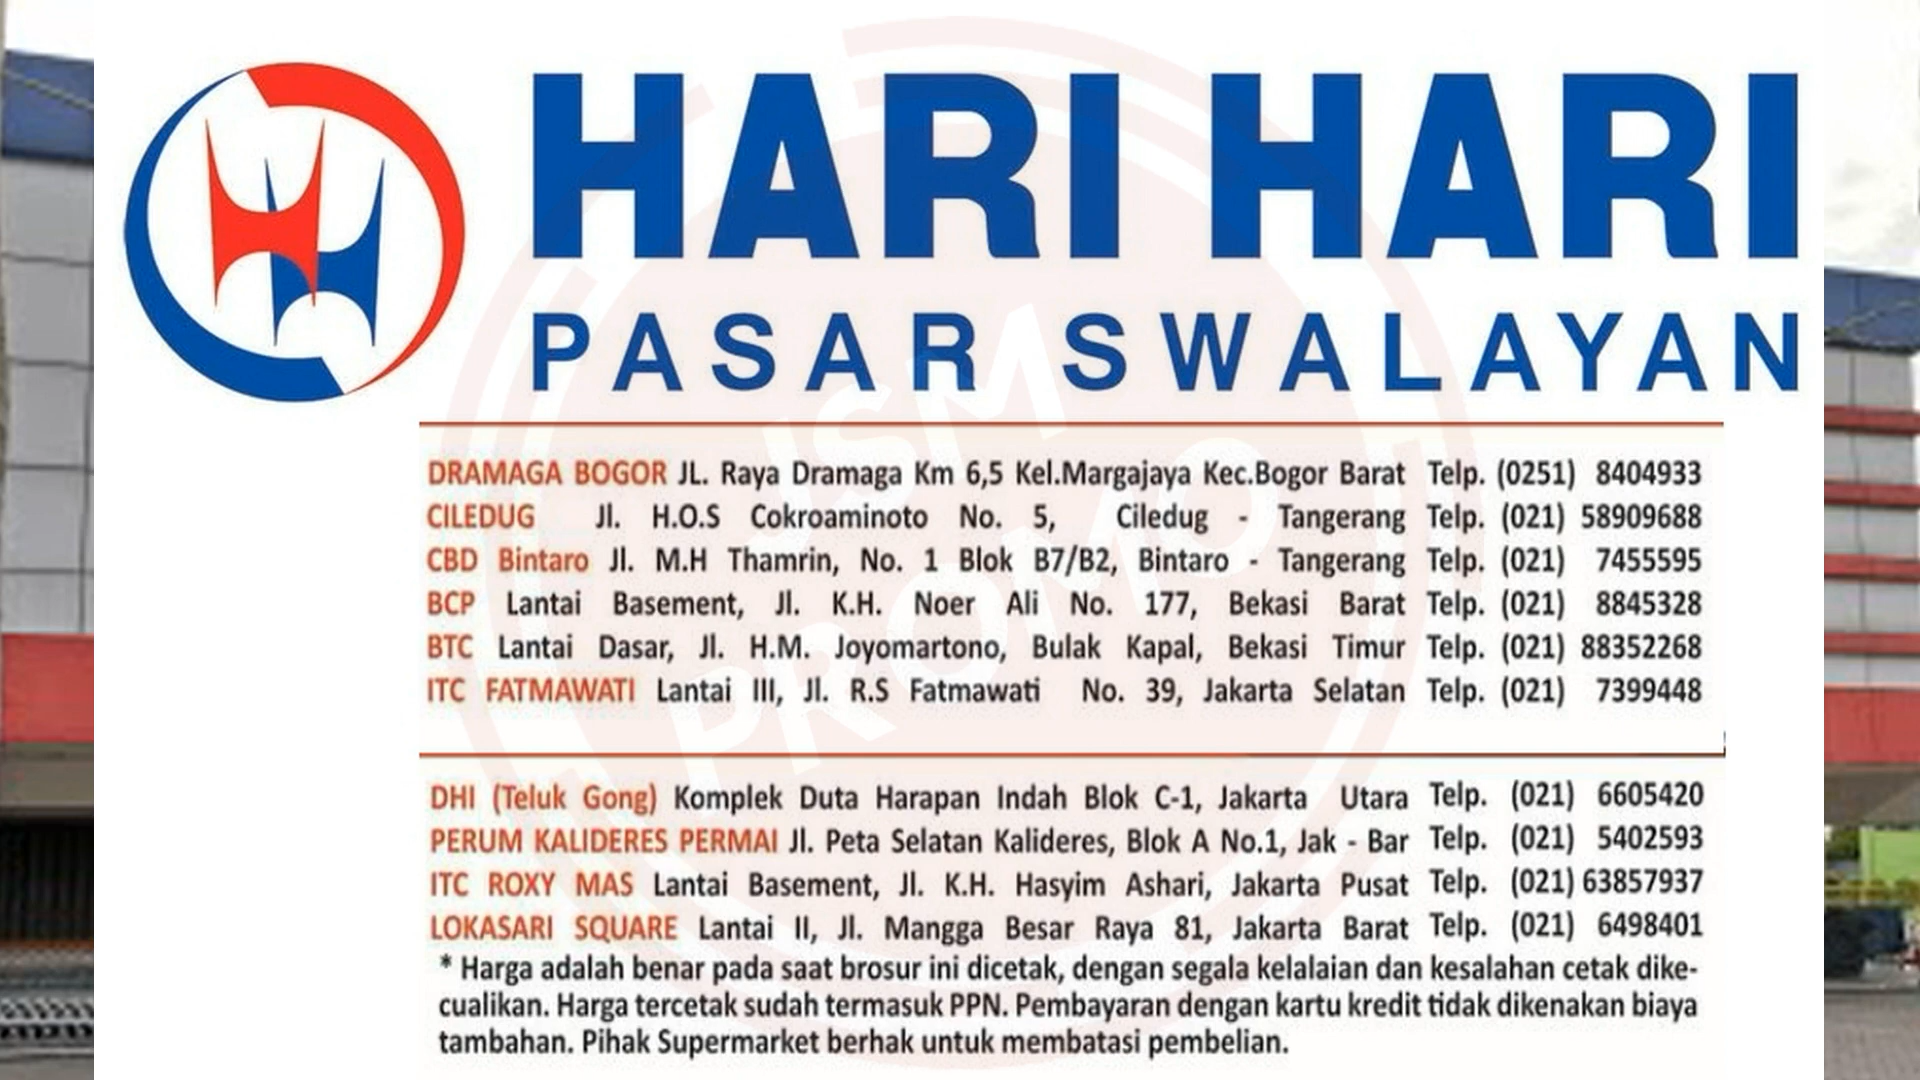 HARI HARI
PASAR SWALAYAN
DRAMAGA BOGOR JL. Raya Dramaga Km 6,5 Kel.Margajaya Kec.Bogor Barat Telp. (0251) 8404933
CILEDUG Jl. H.O.S Cokroaminoto No. 5, Ciledug - Tangerang Telp. (021) 58909688
CBD Bintaro Jl. M.H Thamrin, No. 1 Blok B7/B2, Bintaro - Tangerang Telp. (021) 7455595
BCP Lantai Basement, Jl. K.H. Noer Ali No. 177, Bekasi Barat Telp. (021) 8845328
BTC Lantai Dasar, Jl. H.M. Joyomartono, Bulak Kapal, Bekasi Timur Telp. (021) 88352268
ITC FATMAWATI Lantai III, Jl. R.S Fatmawati No. 39, Jakarta Selatan Telp. (021) 7399448
DHI (Teluk Gong) Komplek Duta Harapan Indah Blok C-1, Jakarta Utara Telp. (021) 6605420
PERUM KALIDERES PERMAI Jl. Peta Selatan Kalideres, Blok A No.1, Jak - Bar Telp. (021) 5402593
ITC ROXY MAS Lantai Basement, Jl. K.H. Hasyim Ashari, Jakarta Pusat Telp. (021) 63857937
LOKASARI SQUARE Lantai II, Jl. Mangga Besar Raya 81, Jakarta Barat Telp. (021) 6498401
* Harga adalah benar pada saat brosur ini dicetak, dengan segala kelalaian dan kesalahan cetak dike-
cualikan. Harga tercetak sudah termasuk PPN. Pembayaran dengan kartu kredit tidak dikenakan biaya
tambahan. Pihak Supermarket berhak untuk membatasi pembelian.
JSM
PROMO